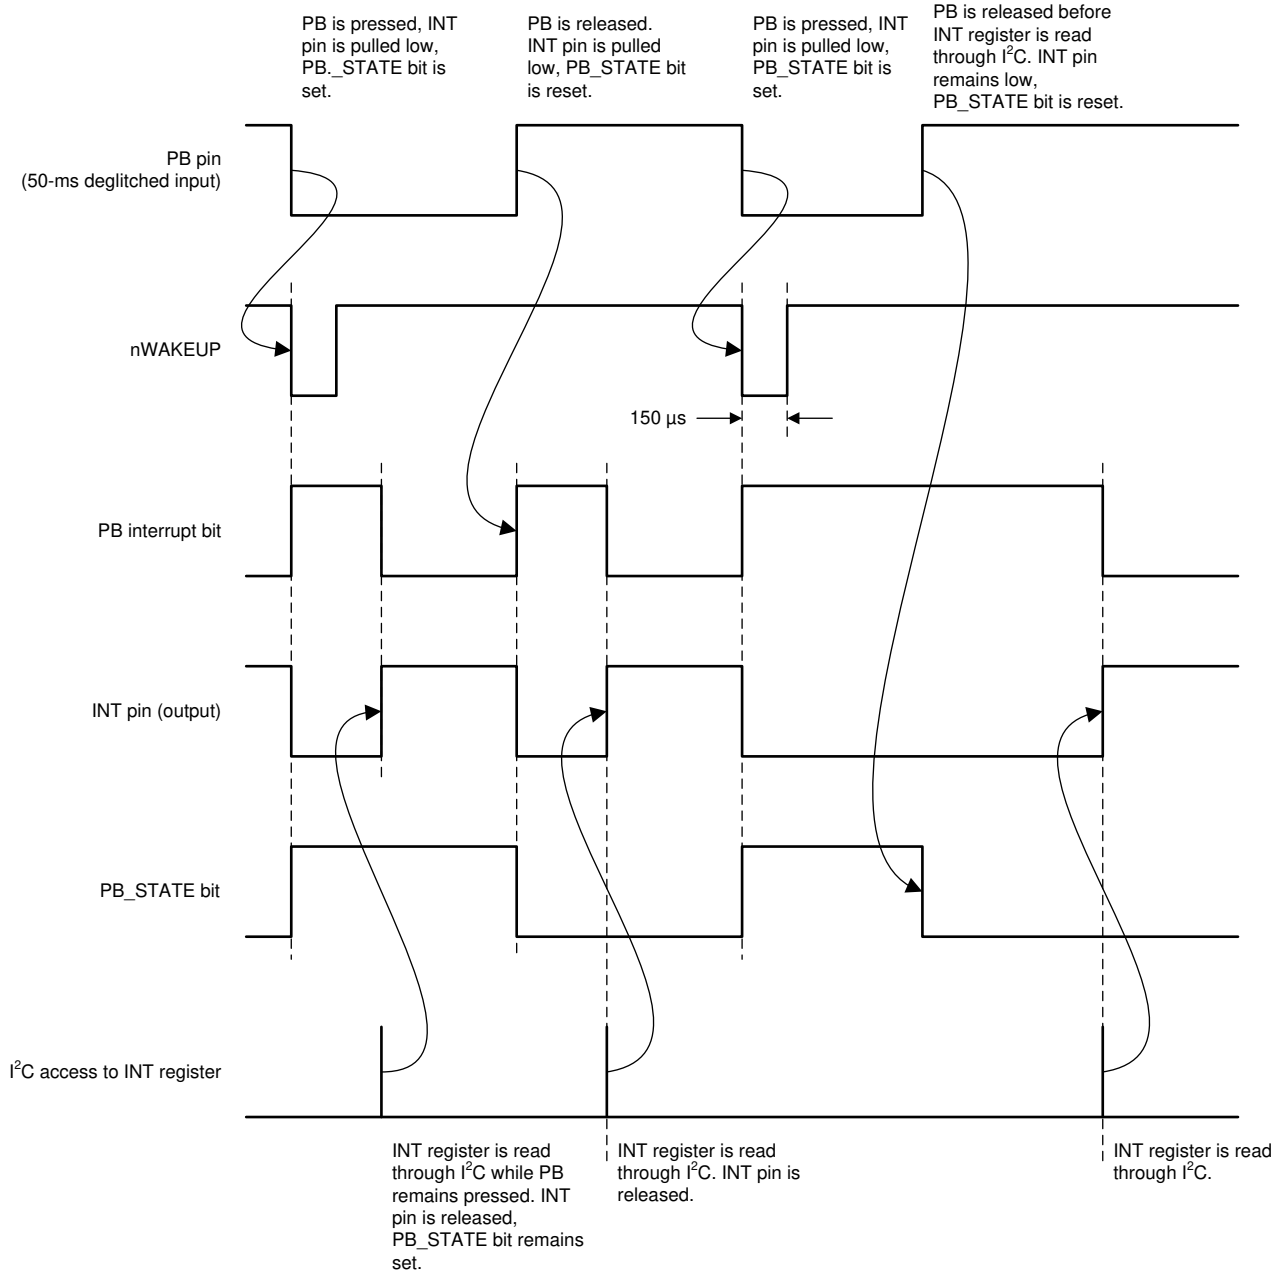 PB is pressed, INT
pin is pulled low,
PB._STATE bit is
set.
PB is released.
INT pin is pulled
low, PB_STATE bit
is reset.
PB is pressed, INT
pin is pulled low,
PB_STATE bit is
set.
PB is released before
INT register is read
through I²C. INT pin
remains low,
PB_STATE bit is reset.
PB pin
(50-ms deglitched input)
nWAKEUP
150 µs
PB interrupt bit
INT pin (output)
PB_STATE bit
I²C access to INT register
INT register is read
through I²C while PB
remains pressed. INT
pin is released,
PB_STATE bit remains
set.
INT register is read
through I²C. INT pin is
released.
INT register is read
through I²C.